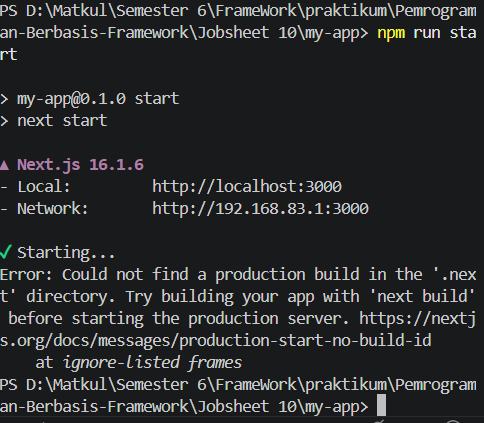 PS D:\Matkul\Semester 6\FrameWork\praktikum\Pemrogram
an-Berbasis-Framework\Jobsheet 10\my-app> npm run sta
rt
> my-app@0.1.0 start
> next start
▲ Next.js 16.1.6
- Local:         http://localhost:3000
- Network:       http://192.168.83.1:3000
✓ Starting...
Error: Could not find a production build in the '.nex
t' directory. Try building your app with 'next build'
 before starting the production server. https://nextj
s.org/docs/messages/production-start-no-build-id
    at ignore-listed frames
PS D:\Matkul\Semester 6\FrameWork\praktikum\Pemrogram
an-Berbasis-Framework\Jobsheet 10\my-app>